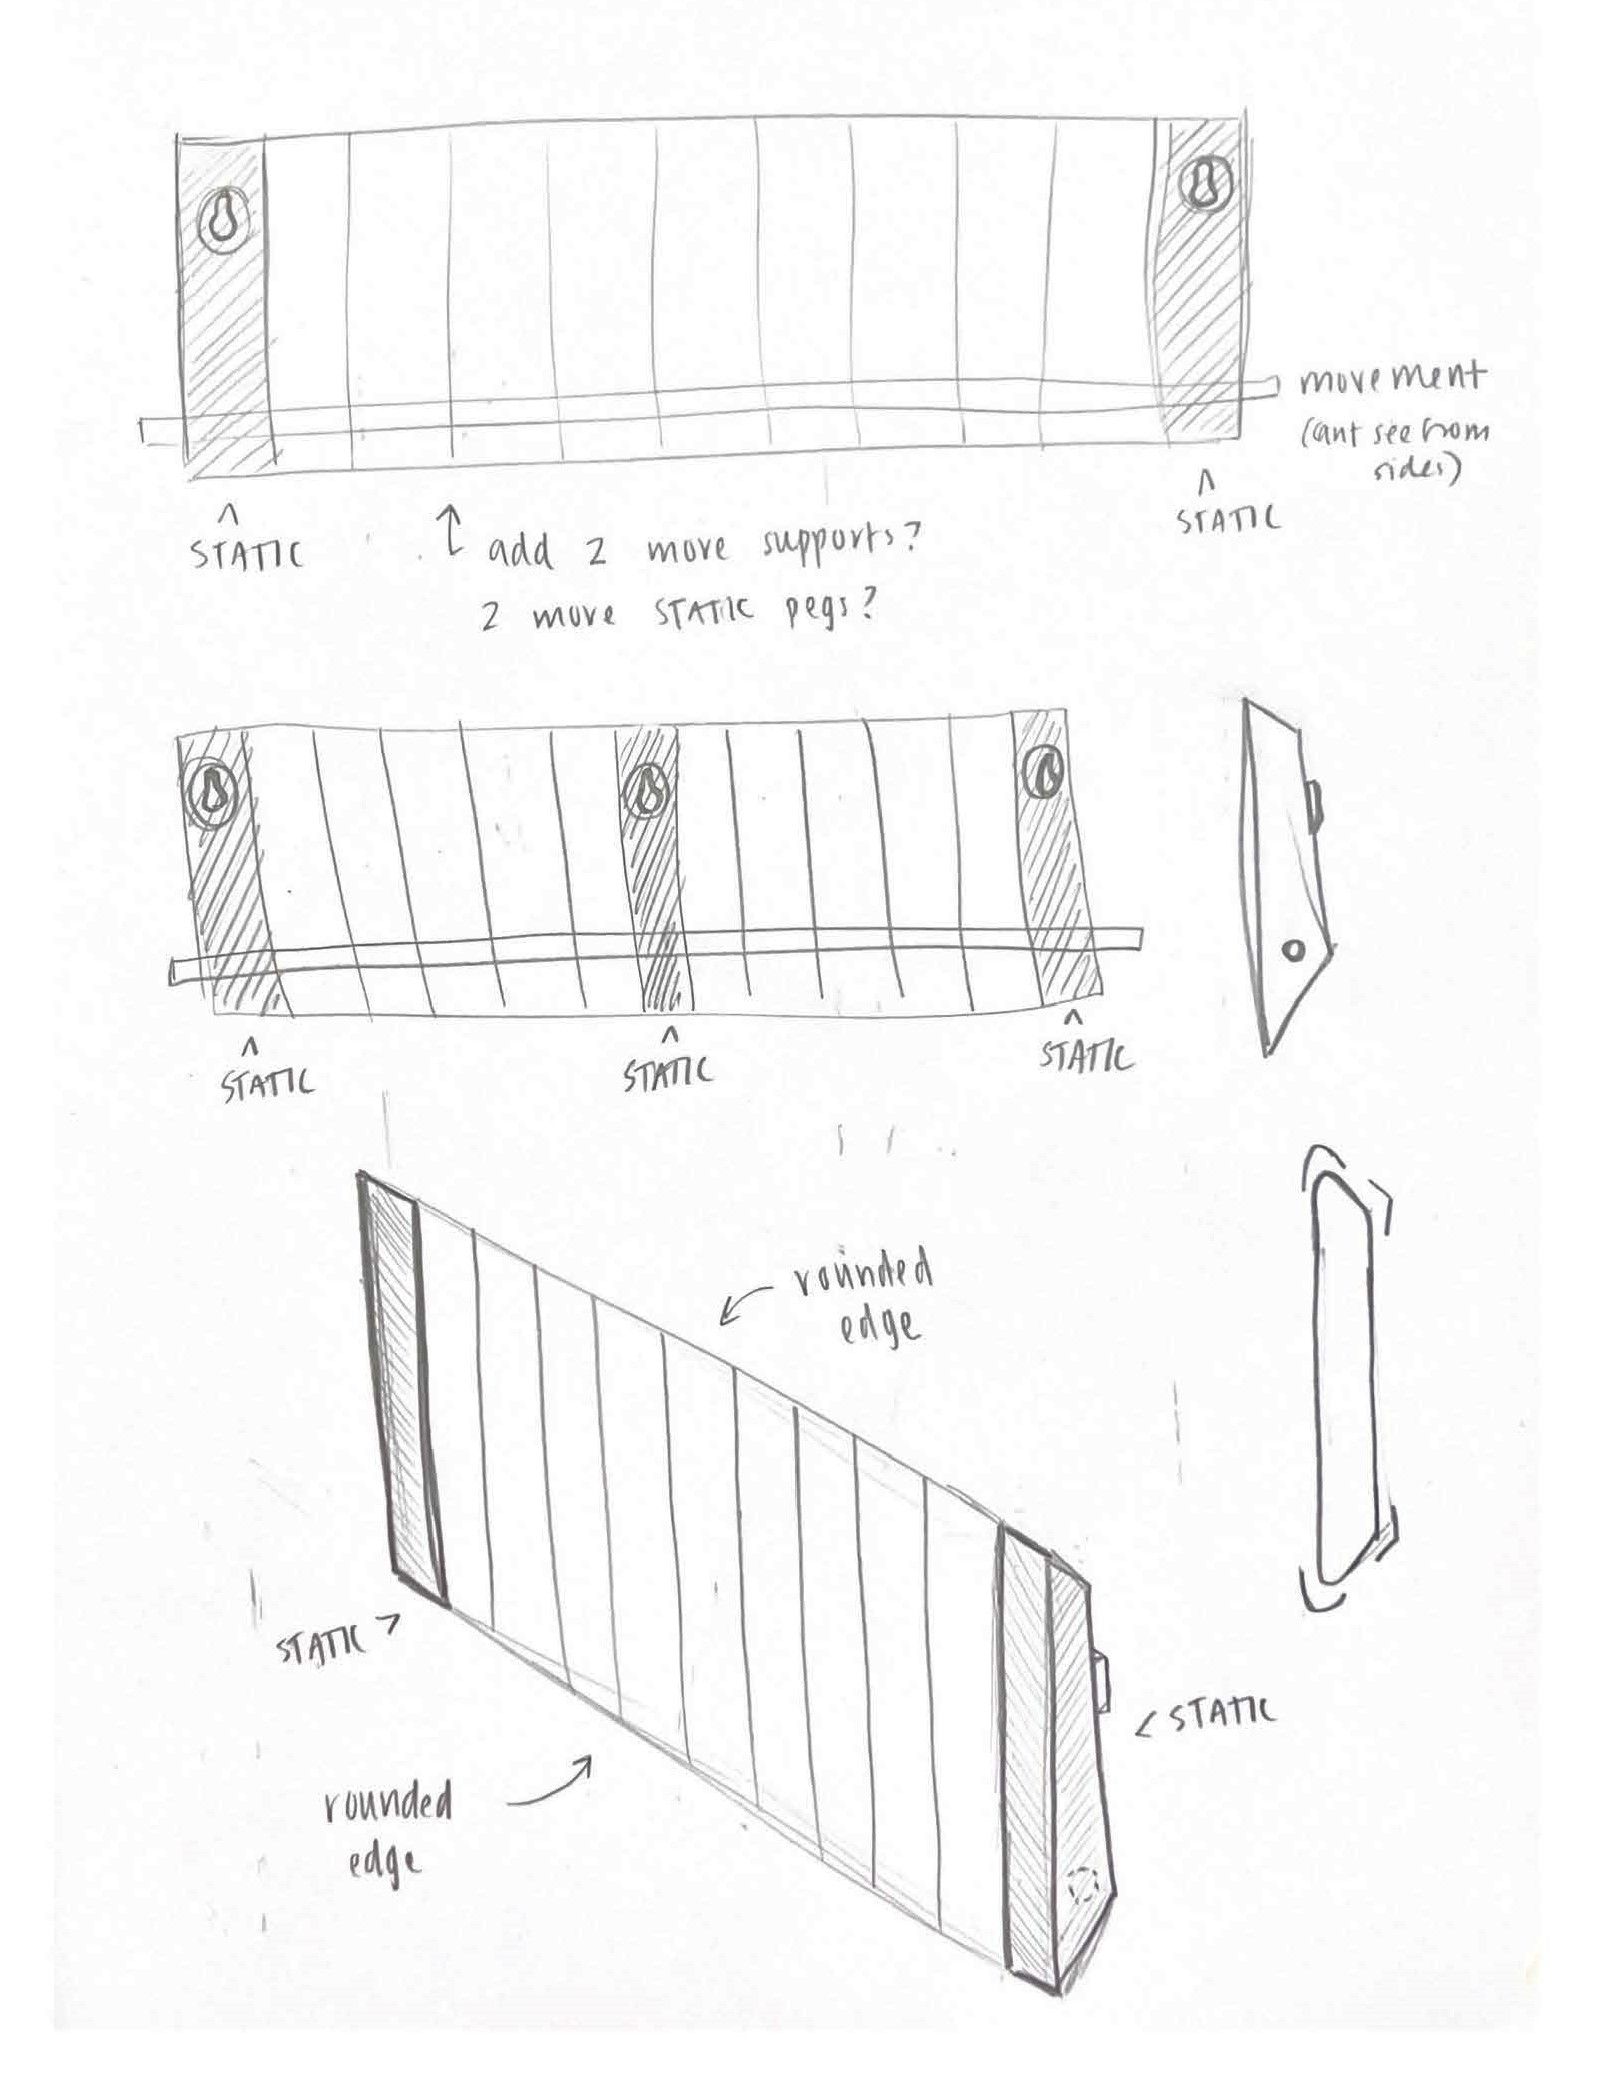 movement
(ant see from
sides)
STATIC
STATIC
add 2 more supports?
2 more STATIC pegs?
STATIC
STATIC
STATIC
rounded
edge
STATIC
STATIC
rounded
edge